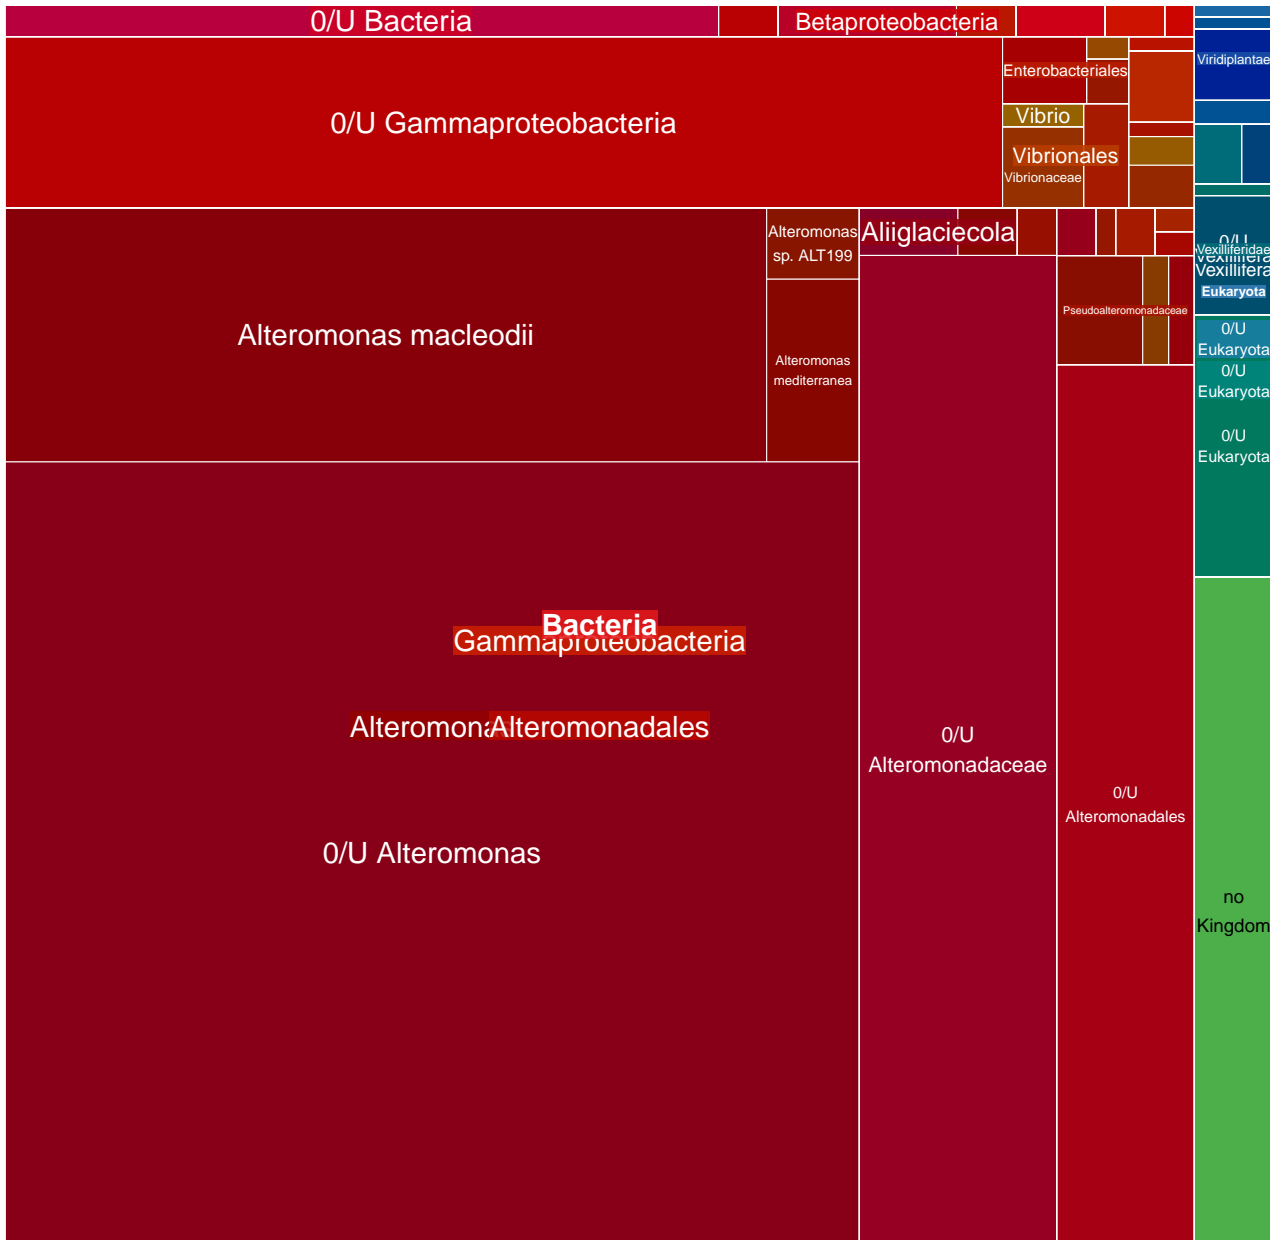 0/U Bacteria
Betaproteobacteria
0/U Gammaproteobacteria
Enterobacteriales
Vibrio
Vibrionales
Vibrionaceae
Viridiplantae
Alteromonas macleodii
Alteromonas
sp. ALT199
Alteromonas
mediterranea
Aliiglaciecola
Pseudoalteromonadaceae
0/U
Vexilliferidae
Vexillifera
Vexillifera
Eukaryota
0/U
Eukaryota
0/U
Eukaryota
0/U
Eukaryota
Bacteria
Gammaproteobacteria
Alteromonadales
0/U Alteromonas
0/U
Alteromonadaceae
0/U
Alteromonadales
no
Kingdom